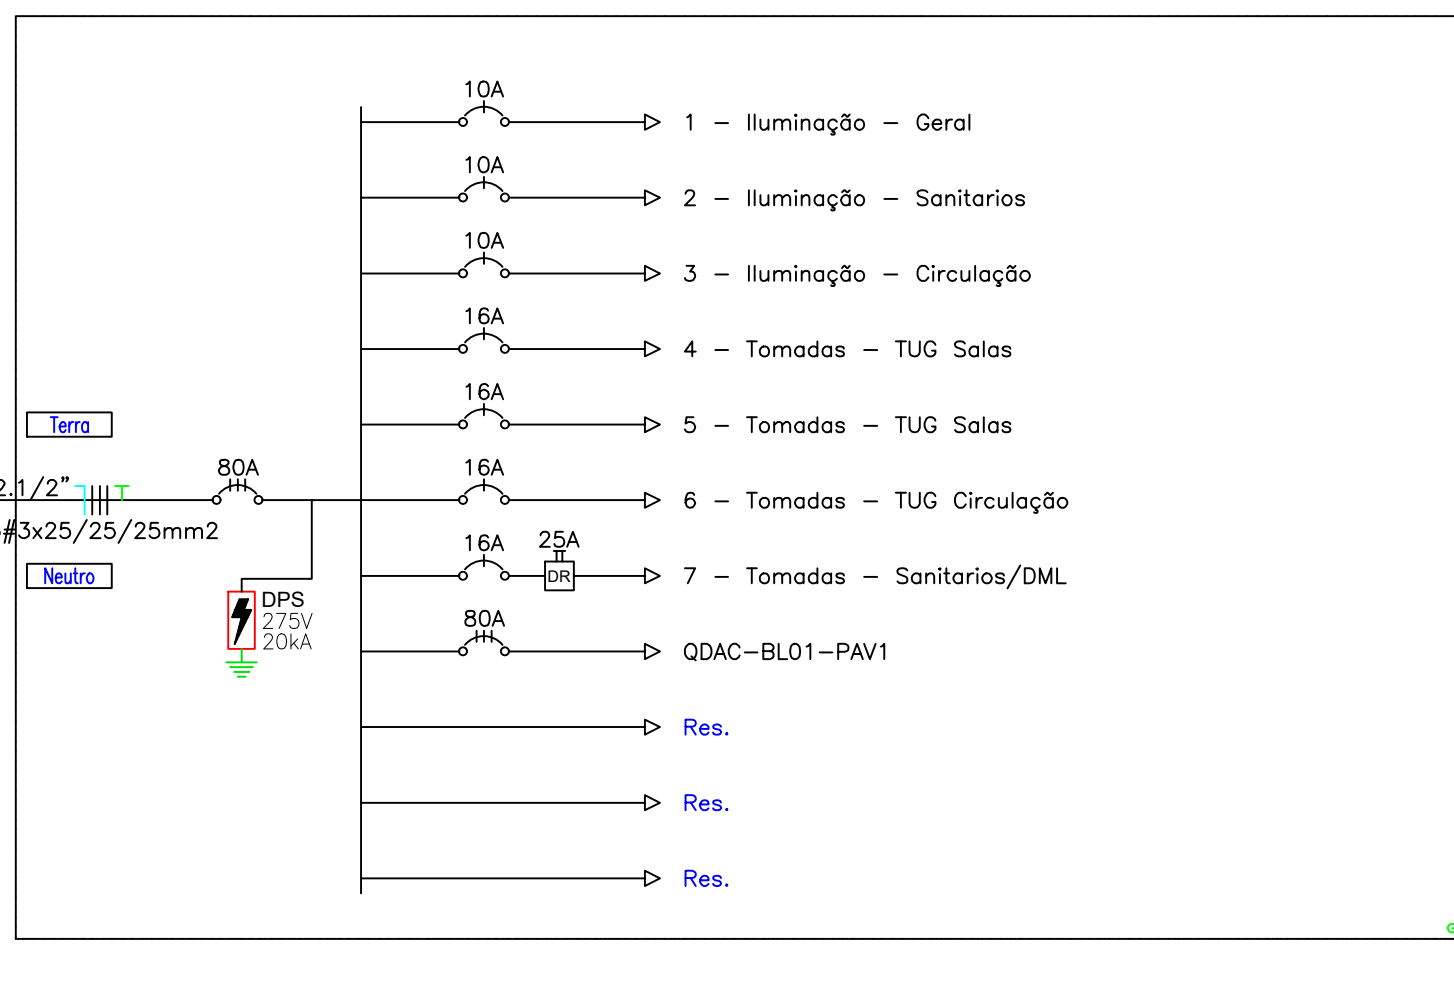 10A
1 - Iluminação - Geral
10A
2 - Iluminação - Sanitarios
10A
3 - Iluminação - Circulação
16A
4 - Tomadas - TUG Salas
16A
5 - Tomadas - TUG Salas
Terra
2.1/2"
80A
16A
6 - Tomadas - TUG Circulação
#3x25/25/25mm2
Neutro
16A
25A
DR
7 - Tomadas - Sanitarios/DML
DPS
275V
20kA
80A
QDAC-BL01-PAV1
Res.
Res.
Res.